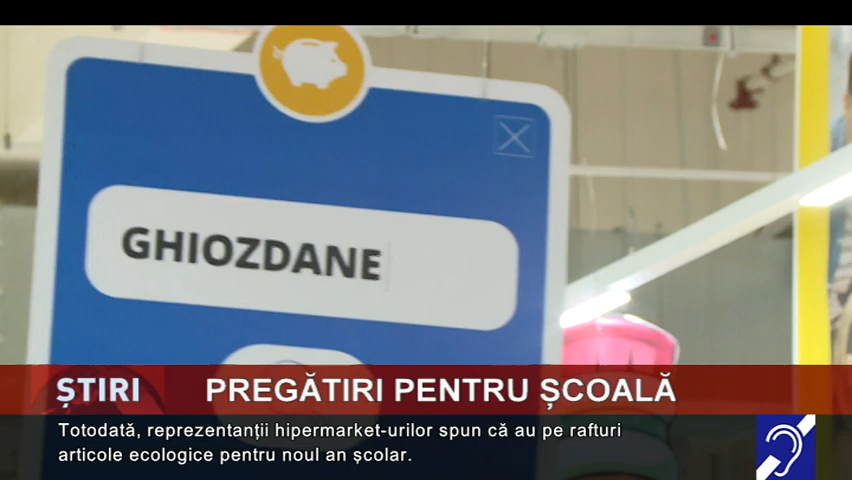 GHIOZDANE
ȘTIRI PREGĂTIRI PENTRU ȘCOALĂ
Totodată, reprezentanții hipermarket-urilor spun că au pe rafturi
articole ecologice pentru noul an școlar.